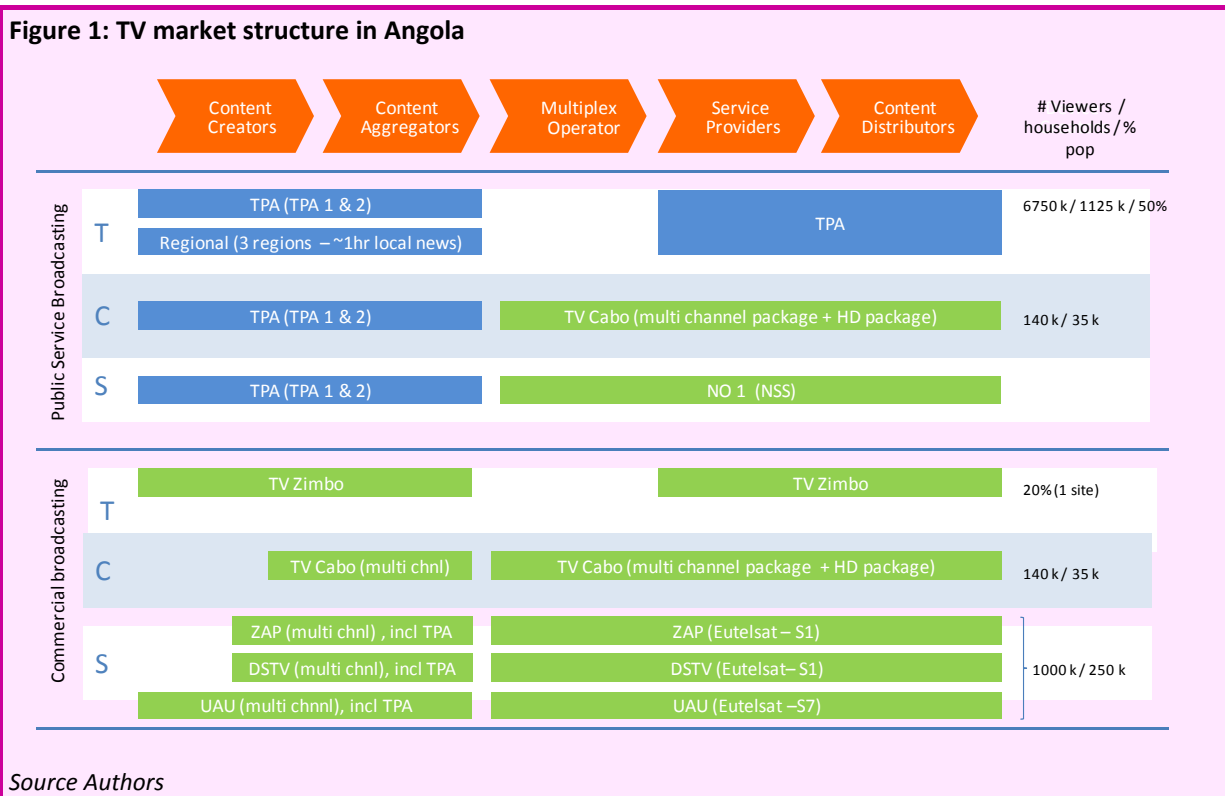 Figure 1: TV market structure in Angola
Content
Creators
Content
Aggregators
Multiplex
Operator
Service
Providers
Content
Distributors
# Viewers /
households / %
pop
Public Service Broadcasting
T
TPA (TPA 1 & 2)
Regional (3 regions – ~1hr local news)
TPA
6750 k / 1125 k / 50%
C
TPA (TPA 1 & 2)
TV Cabo (multi channel package + HD package)
140 k / 35 k
S
TPA (TPA 1 & 2)
NO 1 (NSS)
Commercial broadcasting
T
TV Zimbo
TV Zimbo
20% (1 site)
C
TV Cabo (multi chnl)
TV Cabo (multi channel package + HD package)
140 k / 35 k
S
ZAP (multi chnl) , incl TPA
ZAP (Eutelsat – S1)
DSTV (multi chnl), incl TPA
DSTV (Eutelsat– S1)
UAU (multi chnnl), incl TPA
UAU (Eutelsat –S7)
1000 k / 250 k
Source Authors